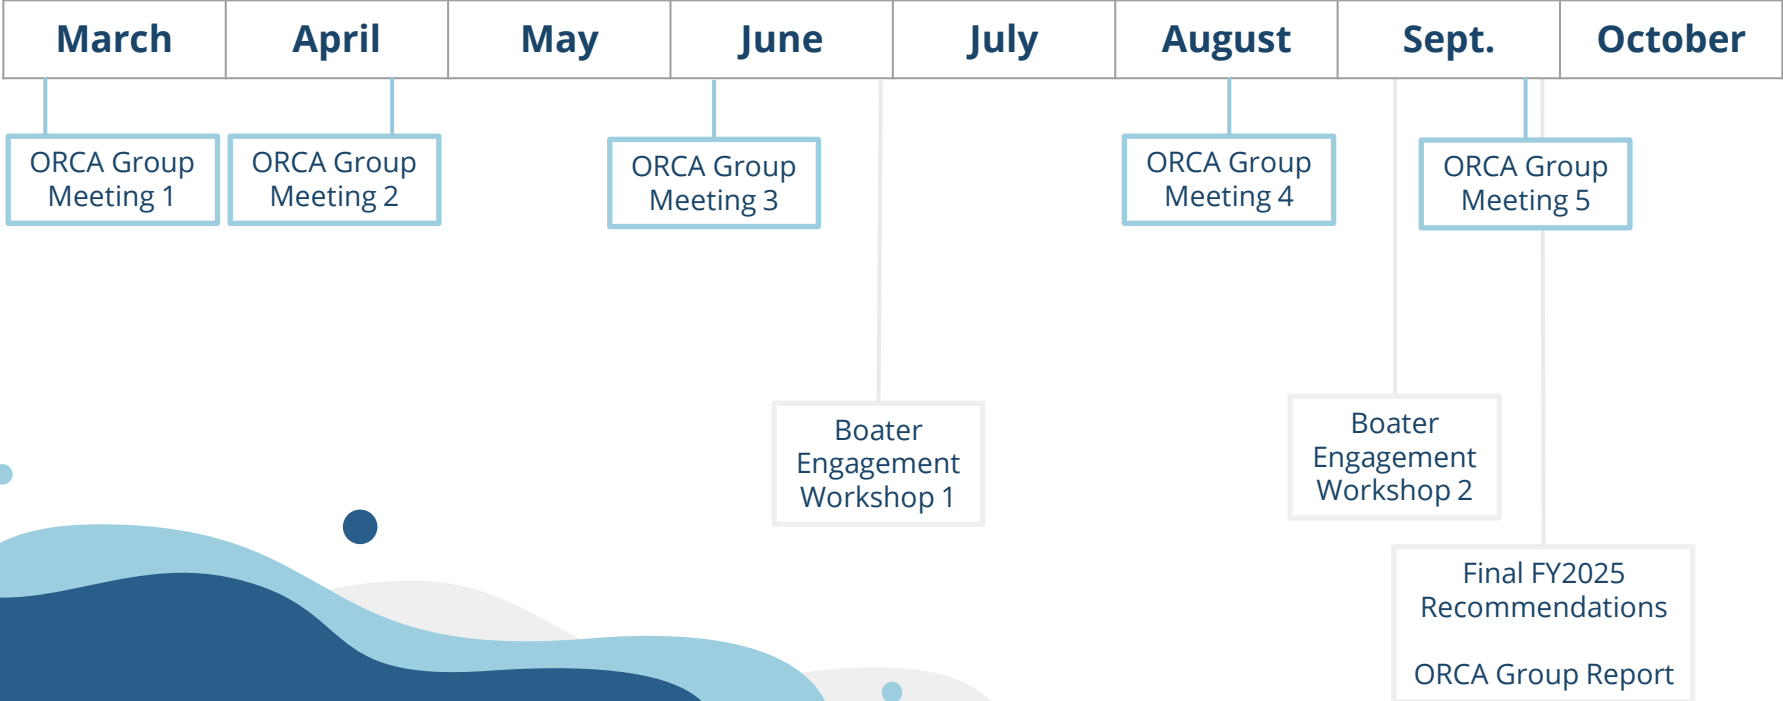 March April May June July August Sept. October
ORCA Group
Meeting 1
ORCA Group
Meeting 2
ORCA Group
Meeting 3
ORCA Group
Meeting 4
ORCA Group
Meeting 5
Boater
Engagement
Workshop 1
Boater
Engagement
Workshop 2
Final FY2025
Recommendations
ORCA Group Report